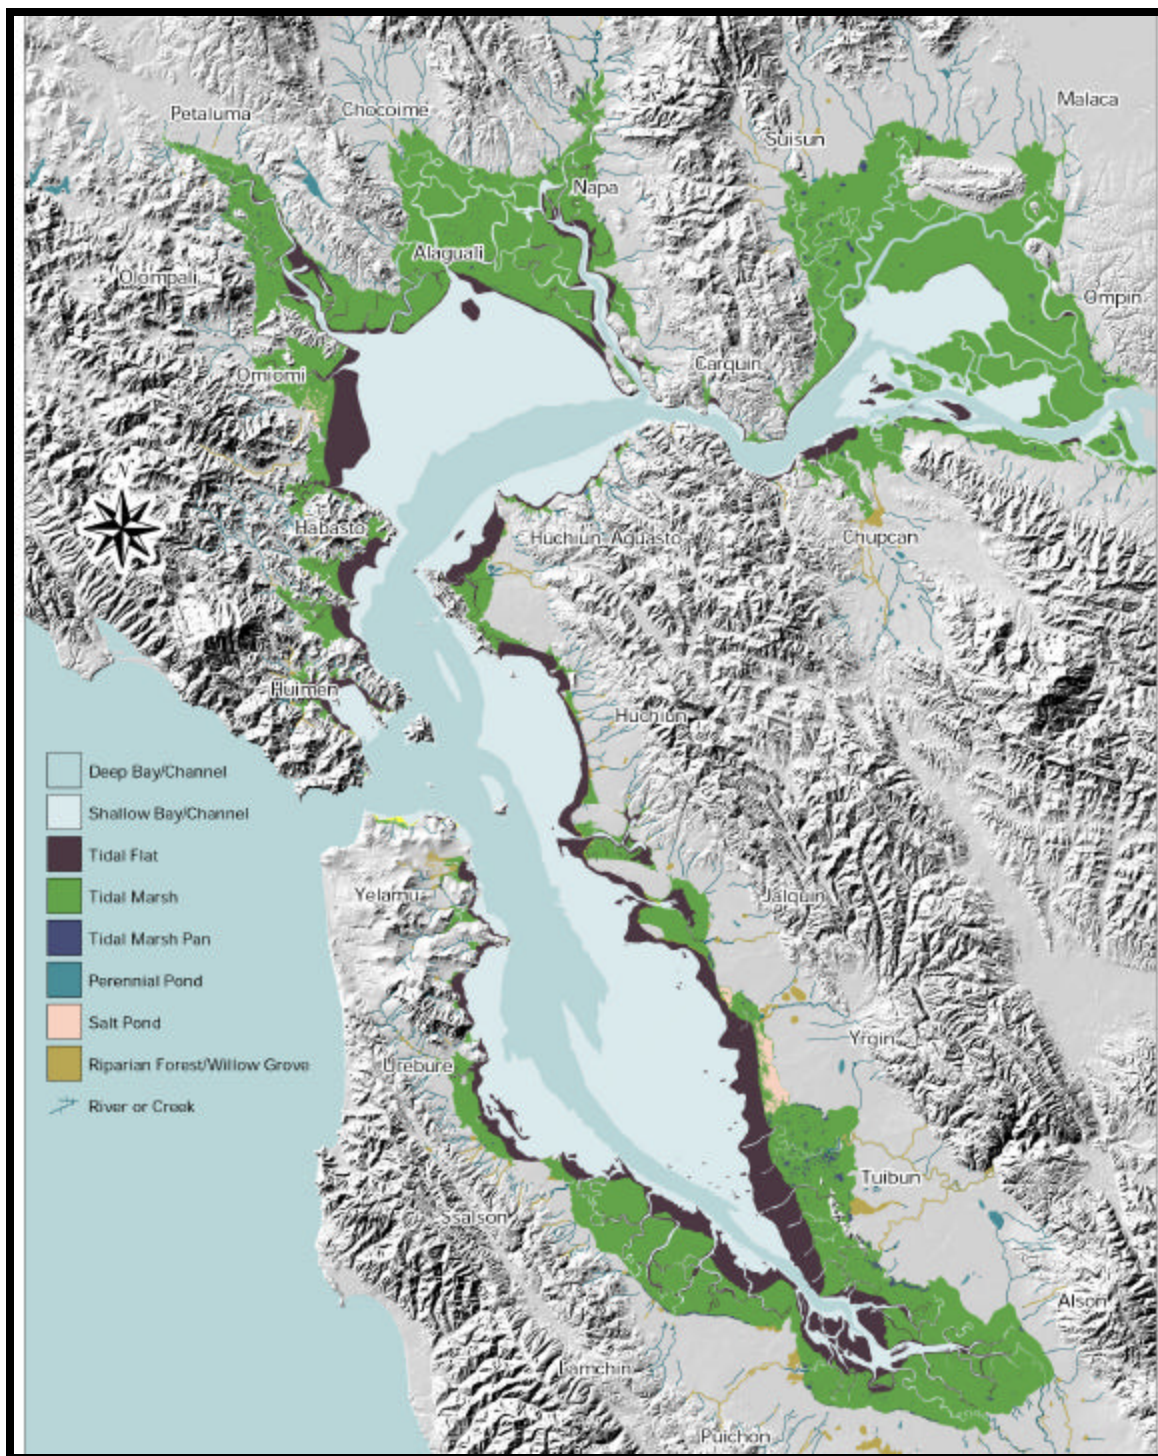 Petaluma
Chocoime
Malaca
Suisun
Napa
Alaguali
Olompali
Ompin
Carquin
Omiomi
N
Habasto
Huchiun-Aguasto
Chupcan
Huimen
Huchiun
Deep Bay/Channel
Shallow Bay/Channel
Tidal Flat
Tidal Marsh
Tidal Marsh Pan
Perennial Pond
Salt Pond
Riparian Forest/Willow Grove
River or Creek
Yelamu
Jalquin
Yrgin
Urebure
Tuibun
Ssalson
Alson
Lamchin
Puichon